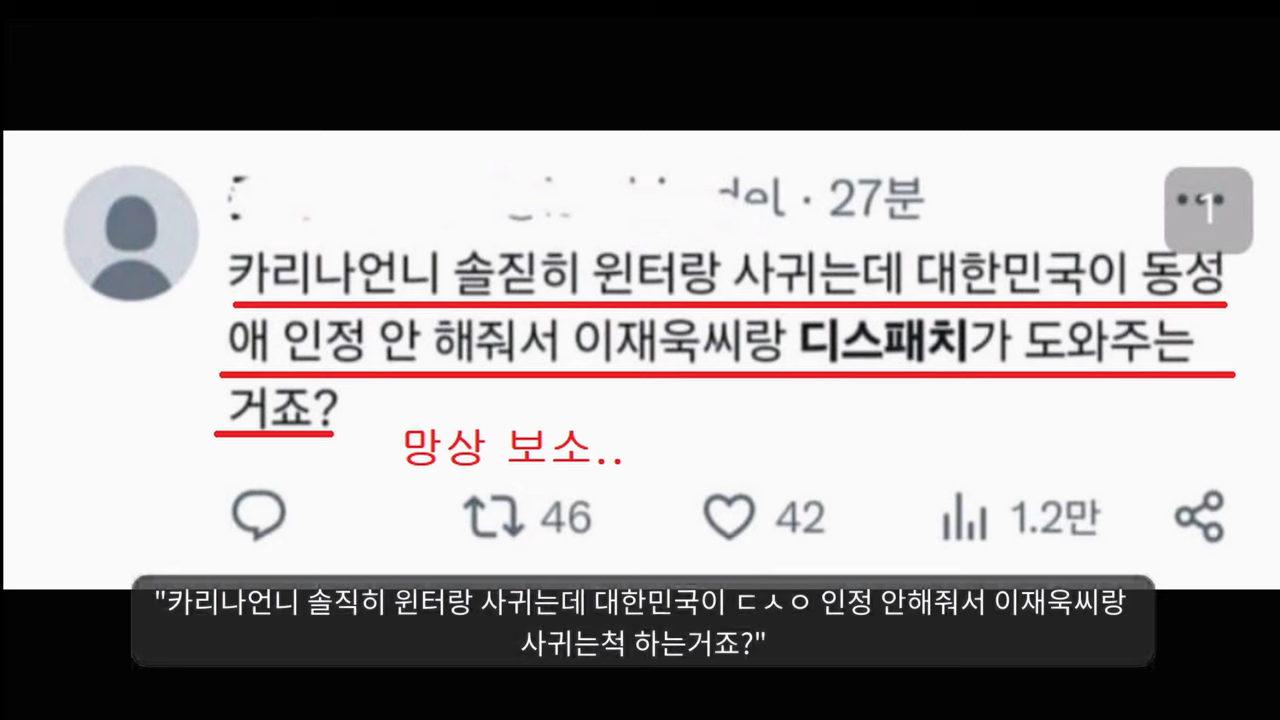 · 27분
1
카리나언니 솔짇히 윈터랑 사귀는데 대한민국이 동성
애 인정 안 해줘서 이재욱씨랑 디스패치가 도와주는
거죠?
망상 보소..
46 42 1.2만
"카리나언니 솔직히 윈터랑 사귀는데 대한민국이 ㄷㅅㅇ 인정 안해줘서 이재욱씨랑
사귀는척 하는거죠?"